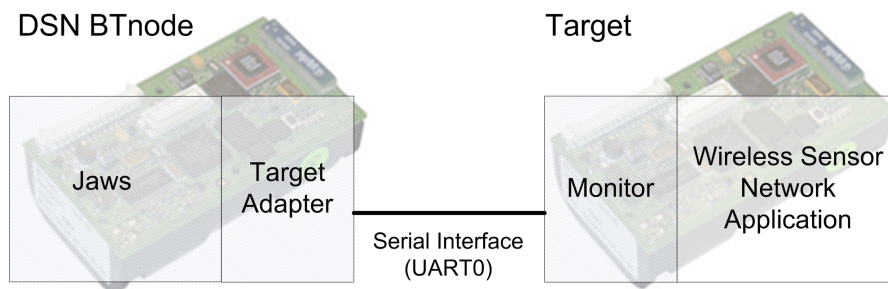 DSN BTnode
Target
Jaws
Target
Adapter
Serial Interface
(UART0)
Monitor
Wireless Sensor
Network
Application